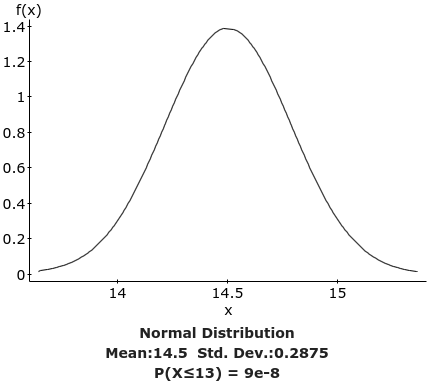 f(x)
1.4
1.2
1
0.8
0.6
0.4
0.2
0
14 14.5 15
x
Normal Distribution
Mean:14.5 Std. Dev.:0.2875
P(X≤13) = 9e-8